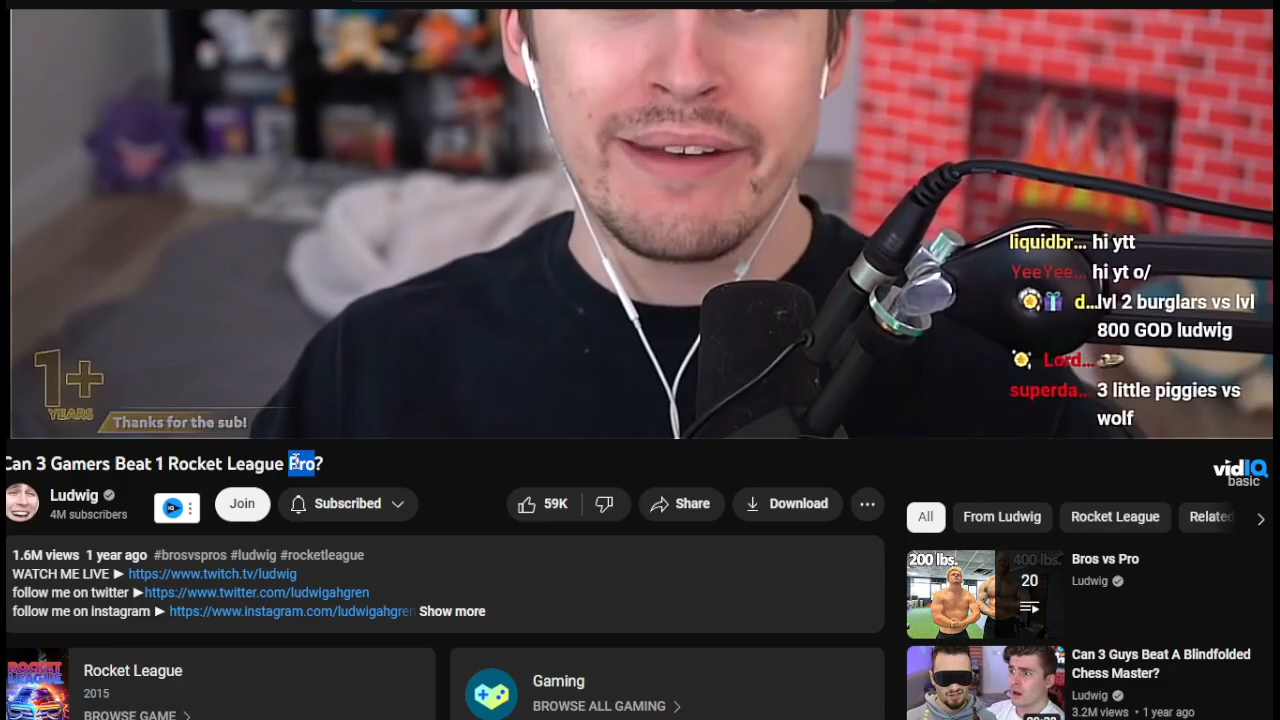 liquidbr... hi ytt
YeeYee... hi yt o/
d...lvl 2 burglars vs lvl
800 GOD ludwig
Lord...
superda... 3 little piggies vs
wolf
1+
YEARS
Thanks for the sub!
Can 3 Gamers Beat 1 Rocket League Pro?
vidIQ
basic
Ludwig
4M subscribers
IQ
Join
Subscribed
59K
Share
Download
All
From Ludwig
Rocket League
Related
1.6M views 1 year ago #brosvspros #ludwig #rocketleague
WATCH ME LIVE ► https://www.twitch.tv/ludwig
follow me on twitter ►https://www.twitter.com/ludwigahgren
follow me on instagram ► https://www.instagram.com/ludwigahgren
Show more
200 lbs.
400 lbs.
20
Bros vs Pro
Ludwig
ROCKET
LEAGUE
Rocket League
2015
BROWSE GAME
Gaming
BROWSE ALL GAMING
Can 3 Guys Beat A Blindfolded
Chess Master?
Ludwig
3.2M views • 1 year ago